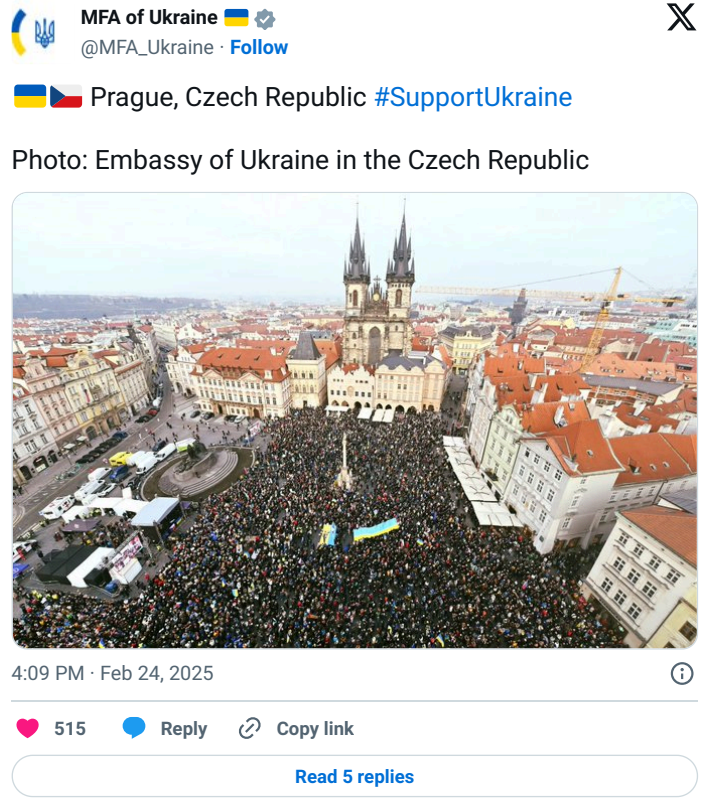 MFA of Ukraine 🇺🇦
@MFA_Ukraine · Follow
🇺🇦🇨🇿 Prague, Czech Republic #SupportUkraine
Photo: Embassy of Ukraine in the Czech Republic
4:09 PM · Feb 24, 2025
515 Reply Copy link
Read 5 replies